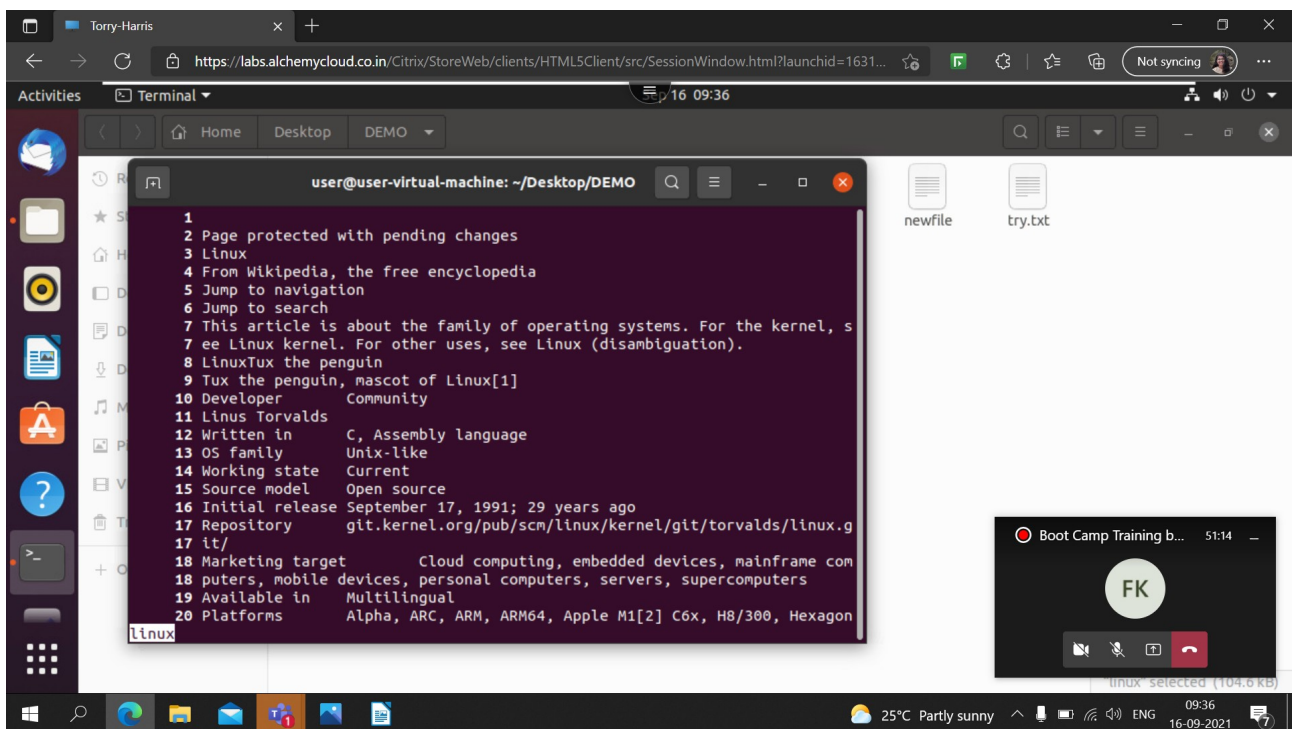 Torry-Harris
https://labs.alchemycloud.co.in/Citrix/StoreWeb/clients/HTML5Client/src/SessionWindow.html?launchid=1631...
Not syncing
Activities Terminal
Sep 16 09:36
Home Desktop DEMO
user@user-virtual-machine: ~/Desktop/DEMO
newfile try.txt
1
2 Page protected with pending changes
3 Linux
4 From Wikipedia, the free encyclopedia
5 Jump to navigation
6 Jump to search
7 This article is about the family of operating systems. For the kernel, s
7 ee Linux kernel. For other uses, see Linux (disambiguation).
8 LinuxTux the penguin
9 Tux the penguin, mascot of Linux[1]
10 Developer Community
11 Linus Torvalds
12 Written in C, Assembly language
13 OS family Unix-like
14 Working state Current
15 Source model Open source
16 Initial release September 17, 1991; 29 years ago
17 Repository git.kernel.org/pub/scm/linux/kernel/git/torvalds/linux.g
17 it/
18 Marketing target Cloud computing, embedded devices, mainframe com
18 puters, mobile devices, personal computers, servers, supercomputers
19 Available in Multilingual
20 Platforms Alpha, ARC, ARM, ARM64, Apple M1[2] C6x, H8/300, Hexagon
linux
Boot Camp Training b... 51:14
FK
"linux" selected (104.6 kB)
25°C Partly sunny ENG 09:36
16-09-2021